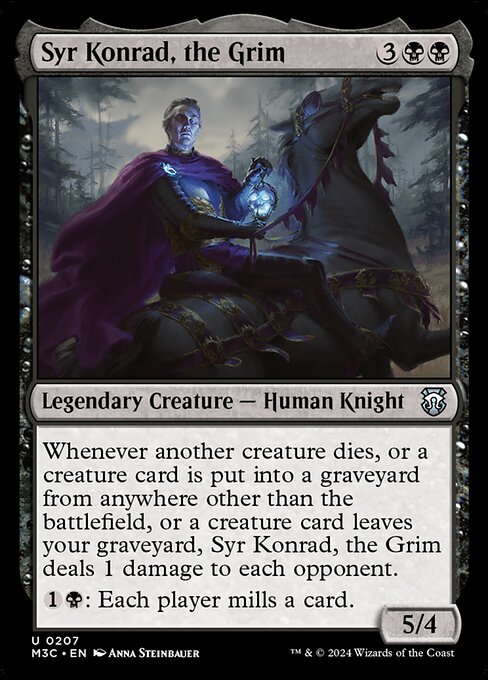 Syr Konrad, the Grim 3
Legendary Creature — Human Knight
Whenever another creature dies, or a
creature card is put into a graveyard
from anywhere other than the
battlefield, or a creature card leaves
your graveyard, Syr Konrad, the Grim
deals 1 damage to each opponent.
1: Each player mills a card.
5/4
U 0207
M3C • EN Anna Steinbauer
™ & © 2024 Wizards of the Coast